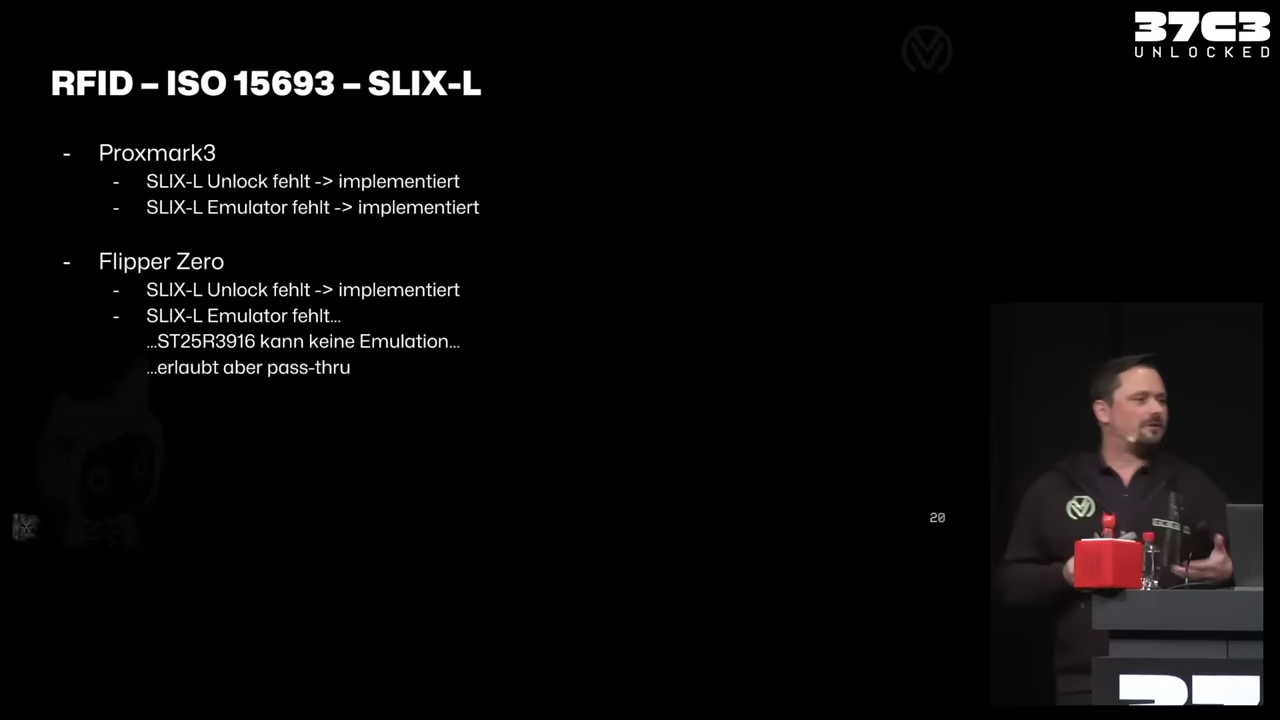 37C3
UNLOCKED
RFID – ISO 15693 – SLIX-L
- Proxmark3
- SLIX-L Unlock fehlt -> implementiert
- SLIX-L Emulator fehlt -> implementiert
- Flipper Zero
- SLIX-L Unlock fehlt -> implementiert
- SLIX-L Emulator fehlt...
...ST25R3916 kann keine Emulation...
...erlaubt aber pass-thru
20